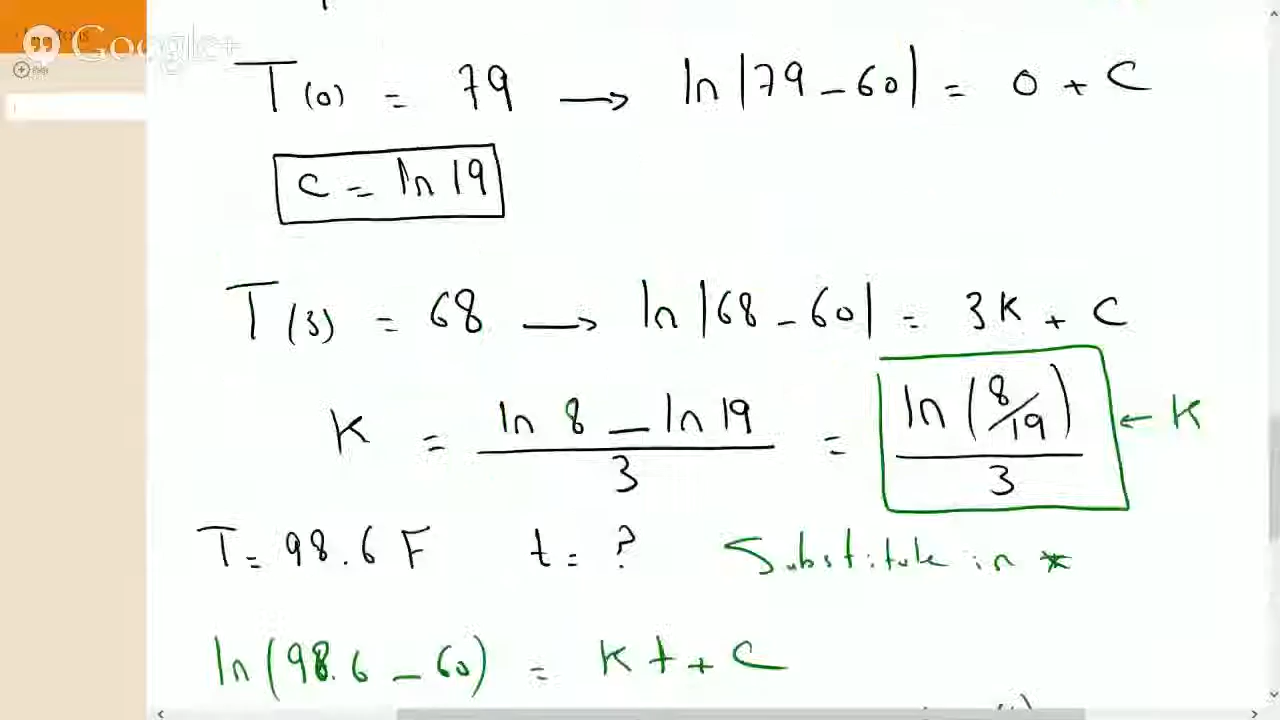 Google+
T(0) = 79 → ln|79 - 60| = 0 + C
C = ln 19
T(3) = 68 → ln|68 - 60| = 3K + C
K = (ln 8 - ln 19)/3 = ln(8/19)/3 ← K
T = 98.6 F t = ? Substitute in *
ln(98.6 - 60) = Kt + C